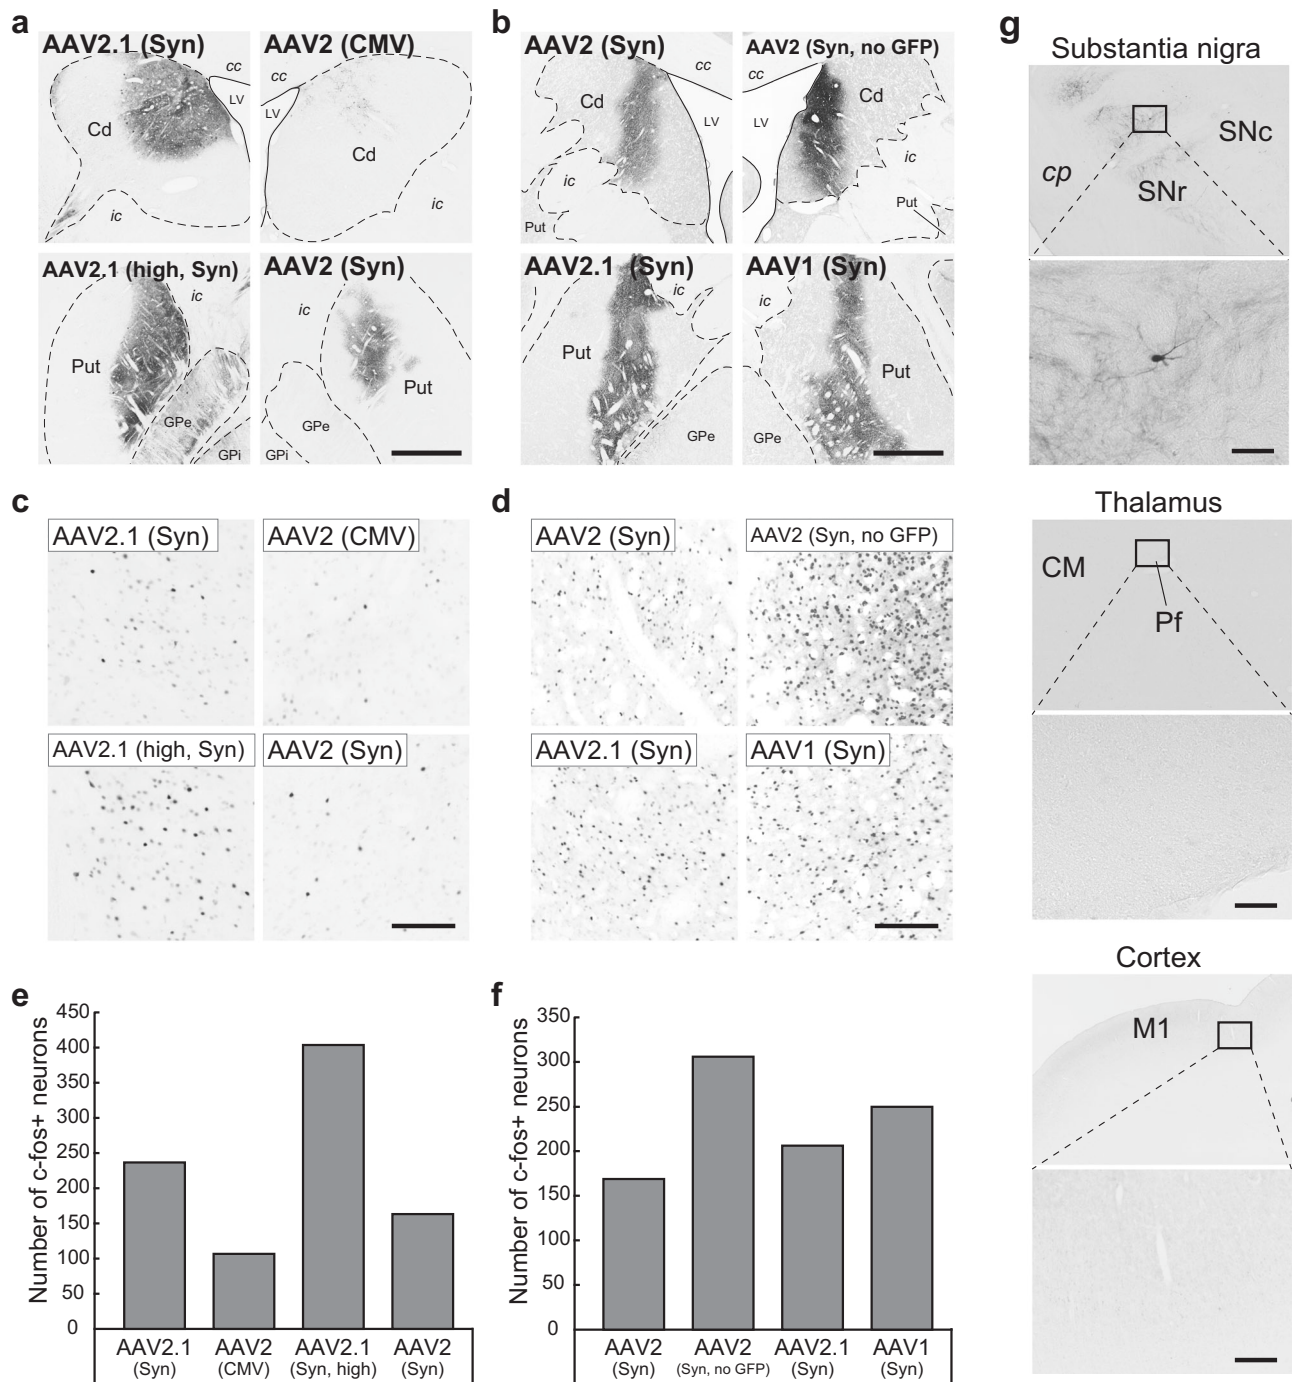 a
AAV2.1 (Syn)
cc
LV
Cd
ic
AAV2 (CMV)
cc
LV
Cd
ic
AAV2.1 (high, Syn)
ic
Put
GPe
GPi
AAV2 (Syn)
ic
Put
GPe
GPi
b
AAV2 (Syn)
cc
Cd
LV
ic
Put
AAV2 (Syn, no GFP)
cc
Cd
LV
ic
Put
AAV2.1 (Syn)
ic
Put
GPe
AAV1 (Syn)
ic
Put
GPe
c
AAV2.1 (Syn)
AAV2 (CMV)
AAV2.1 (high, Syn)
AAV2 (Syn)
d
AAV2 (Syn)
AAV2 (Syn, no GFP)
AAV2.1 (Syn)
AAV1 (Syn)
e
Number of c-fos+ neurons
450
400
350
300
250
200
150
100
50
0
AAV2.1
(Syn)
AAV2
(CMV)
AAV2.1
(Syn, high)
AAV2
(Syn)
f
Number of c-fos+ neurons
350
300
250
200
150
100
50
0
AAV2
(Syn)
AAV2
(Syn, no GFP)
AAV2.1
(Syn)
AAV1
(Syn)
g
Substantia nigra
SNc
cp
SNr
Thalamus
CM
Pf
Cortex
M1